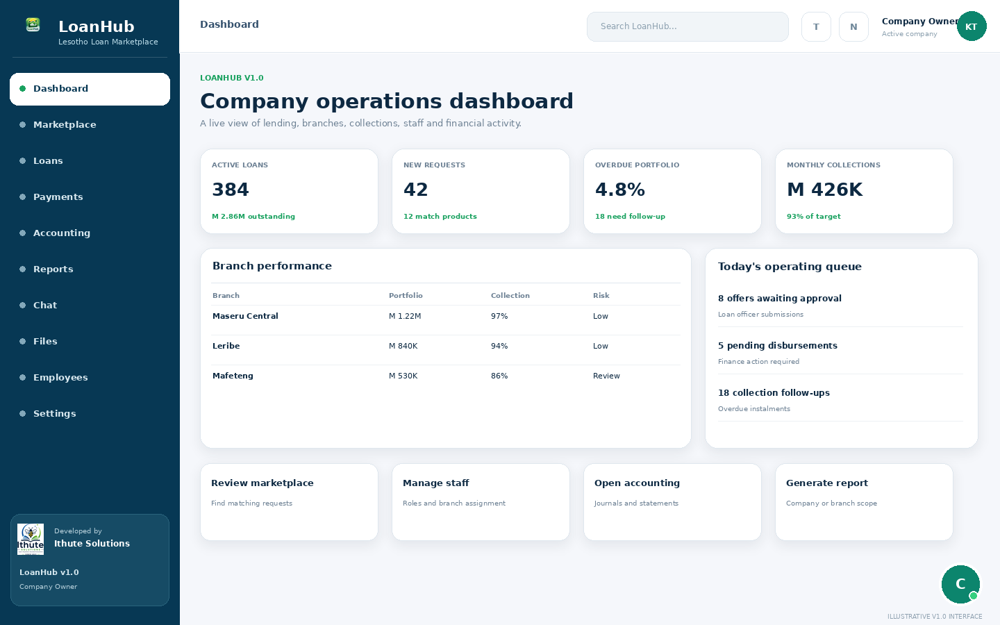 LoanHub
Lesotho Loan Marketplace
Dashboard
Marketplace
Loans
Payments
Accounting
Reports
Chat
Files
Employees
Settings
Ithute
SOLUTIONS
Developed by
Ithute Solutions
LoanHub v1.0
Company Owner
Dashboard
Search LoanHub...
T
N
Company Owner
Active company
KT
LOANHUB V1.0
Company operations dashboard
A live view of lending, branches, collections, staff and financial activity.
ACTIVE LOANS
384
M 2.86M outstanding
NEW REQUESTS
42
12 match products
OVERDUE PORTFOLIO
4.8%
18 need follow-up
MONTHLY COLLECTIONS
M 426K
93% of target
Branch performance
Branch Portfolio Collection Risk
Maseru Central M 1.22M 97% Low
Leribe M 840K 94% Low
Mafeteng M 530K 86% Review
Today's operating queue
8 offers awaiting approval
Loan officer submissions
5 pending disbursements
Finance action required
18 collection follow-ups
Overdue instalments
Review marketplace
Find matching requests
Manage staff
Roles and branch assignment
Open accounting
Journals and statements
Generate report
Company or branch scope
C
ILLUSTRATIVE V1.0 INTERFACE